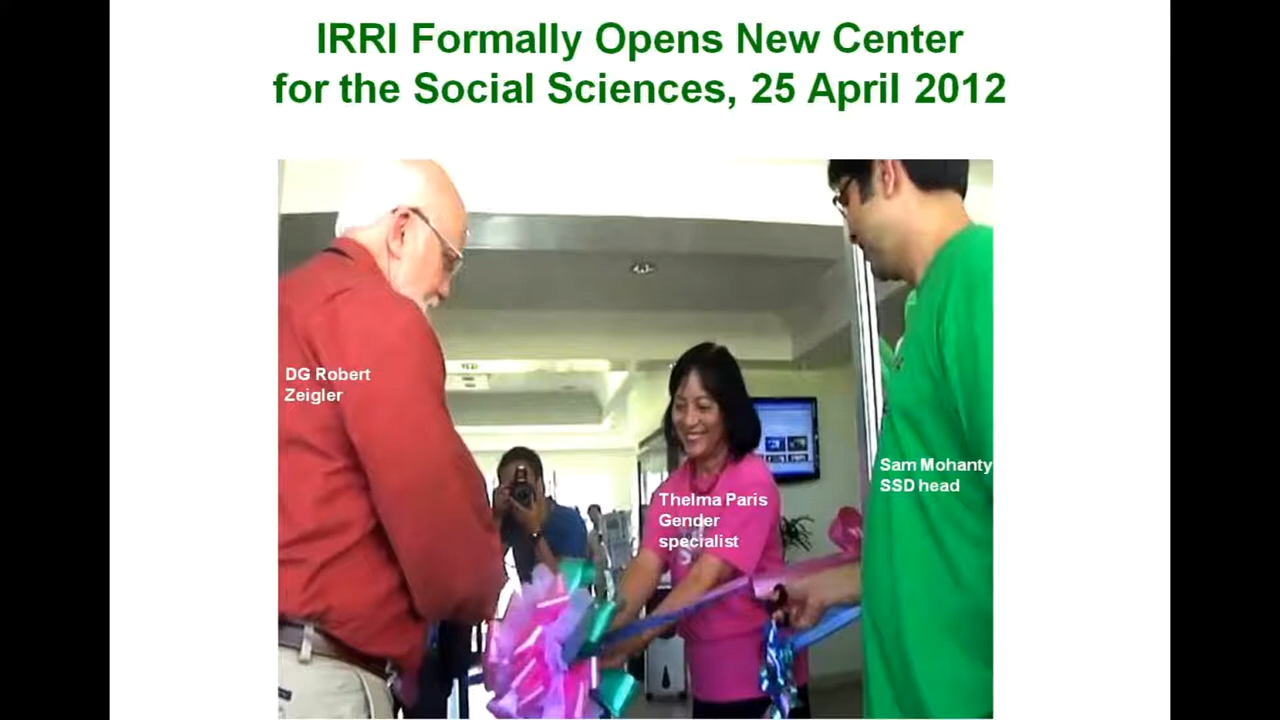 IRRI Formally Opens New Center
for the Social Sciences, 25 April 2012
DG Robert
Zeigler
Thelma Paris
Gender
specialist
Sam Mohanty
SSD head